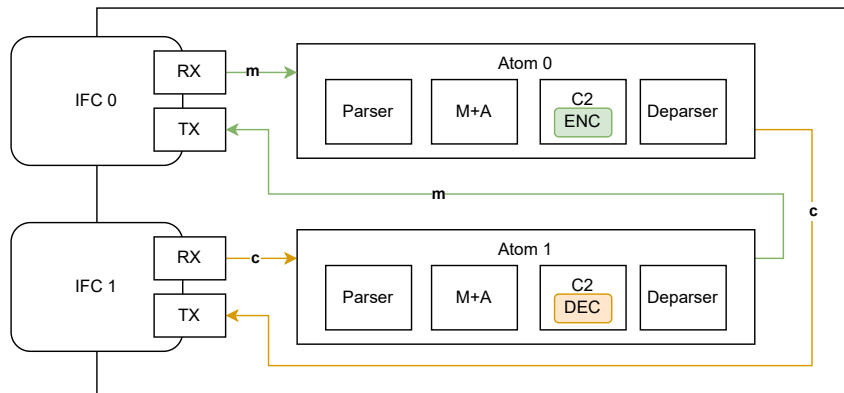 IFC 0
RX
TX
m
Atom 0
Parser
M+A
C2
ENC
Deparser
m
c
IFC 1
RX
TX
c
Atom 1
Parser
M+A
C2
DEC
Deparser